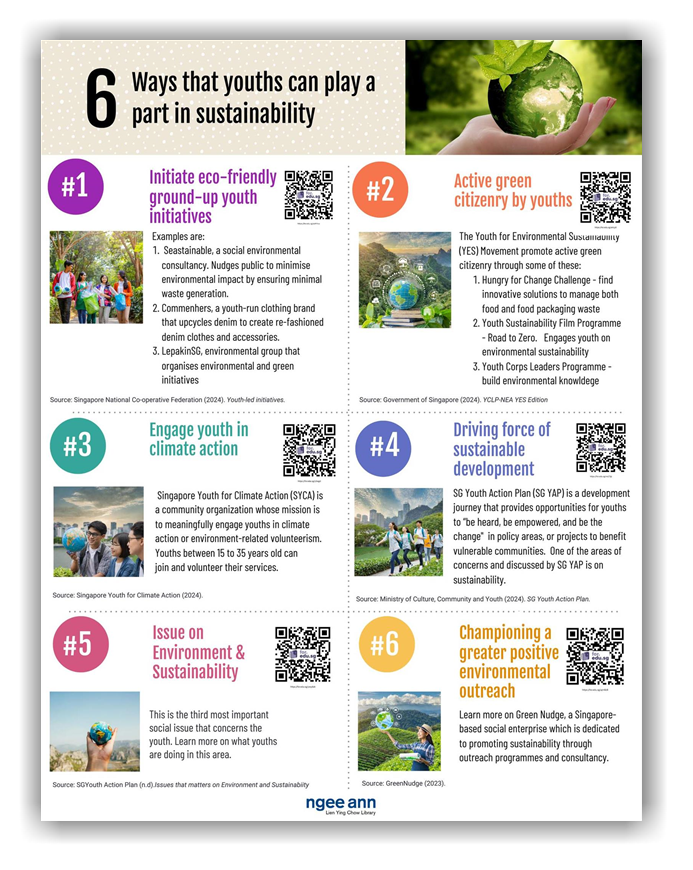 6
Ways that youths can play a
part in sustainability
#1
Initiate eco-friendly
ground-up youth
initiatives
Examples are:
1. Seastainable, a social environmental
consultancy. Nudges public to minimise
environmental impact by ensuring minimal
waste generation.
2. Commenhers, a youth-run clothing brand
that upcycles denim to create re-fashioned
denim clothes and accessories.
3. LepakinSG, environmental group that
organises environmental and green
initiatives
Source: Singapore National Co-operative Federation (2024). Youth-led initiatives.
#2
Active green
citizenry by youths
The Youth for Environmental Sustainability
(YES) Movement promote active green
citizenry through some of these:
1. Hungry for Change Challenge - find
innovative solutions to manage both
food and food packaging waste
2. Youth Sustainability Film Programme
- Road to Zero. Engages youth on
environmental sustainability
3. Youth Corps Leaders Programme -
build environmental knowldege
Source: Government of Singapore (2024). YCLP-NEA YES Edition
#3
Engage youth in
climate action
edu.sg
Singapore Youth for Climate Action (SYCA) is
a community organization whose mission is
to meaningfully engage youths in climate
action or environment-related volunteerism.
Youths between 15 to 35 years old can
join and volunteer their services.
Source: Singapore Youth for Climate Action (2024).
#4
Driving force of
sustainable
development
edu.sg
SG Youth Action Plan (SG YAP) is a development
journey that provides opportunities for youths
to "be heard, be empowered, and be the
change" in policy areas, or projects to benefit
vulnerable communities. One of the areas of
concerns and discussed by SG YAP is on
sustainability.
Source: Ministry of Culture, Community and Youth (2024). SG Youth Action Plan.
#5
Issue on
Environment &
Sustainability
edu.sg
This is the third most important
social issue that concerns the
youth. Learn more on what youths
are doing in this area.
Source: SGYouth Action Plan (n.d).Issues that matters on Environment and Sustainabiity
#6
Championing a
greater positive
environmental
outreach
edu.sg
Learn more on Green Nudge, a Singapore-
based social enterprise which is dedicated
to promoting sustainability through
outreach programmes and consultancy.
Source: GreenNudge (2023).
ngee ann
Lien Ying Chow Library